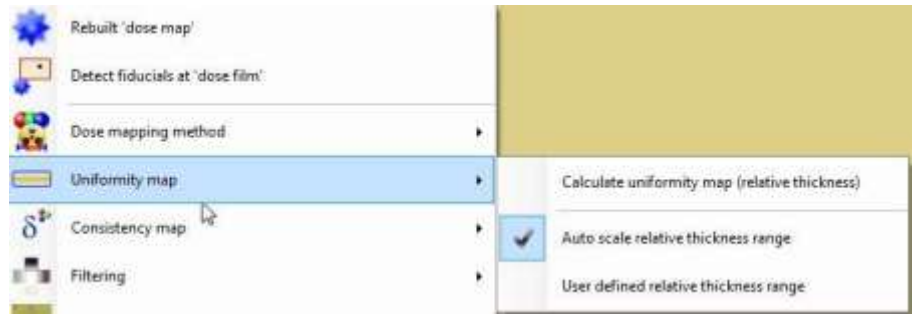 Rebuilt 'dose map'
Detect fiducials at 'dose film'
Dose mapping method
Uniformity map
Consistency map
Filtering
Calculate uniformity map (relative thickness)
Auto scale relative thickness range
User defined relative thickness range